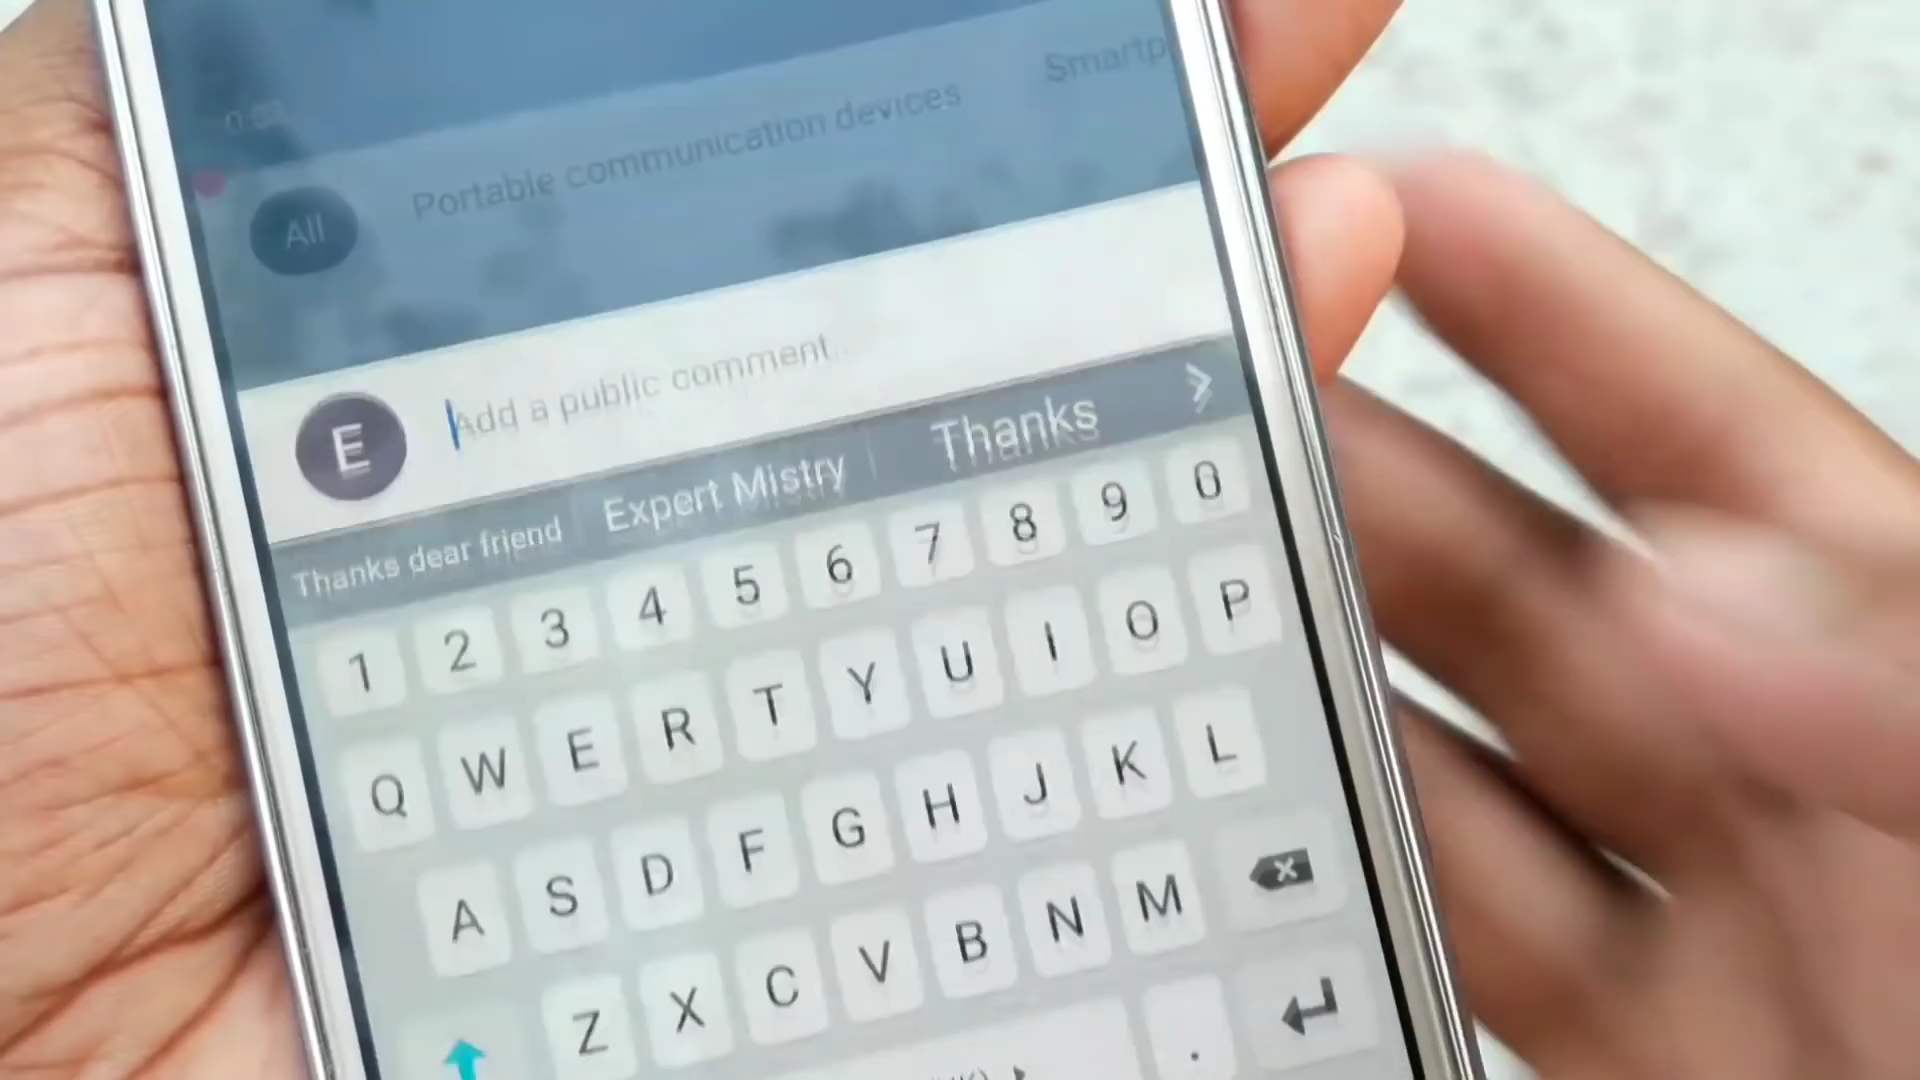 Smartp
Portable communication devices
All
Add a public comment...
E
Thanks dear friend Expert Mistry Thanks
1 2 3 4 5 6 7 8 9 0
Q W E R T Y U I O P
A S D F G H J K L
Z X C V B N M
.